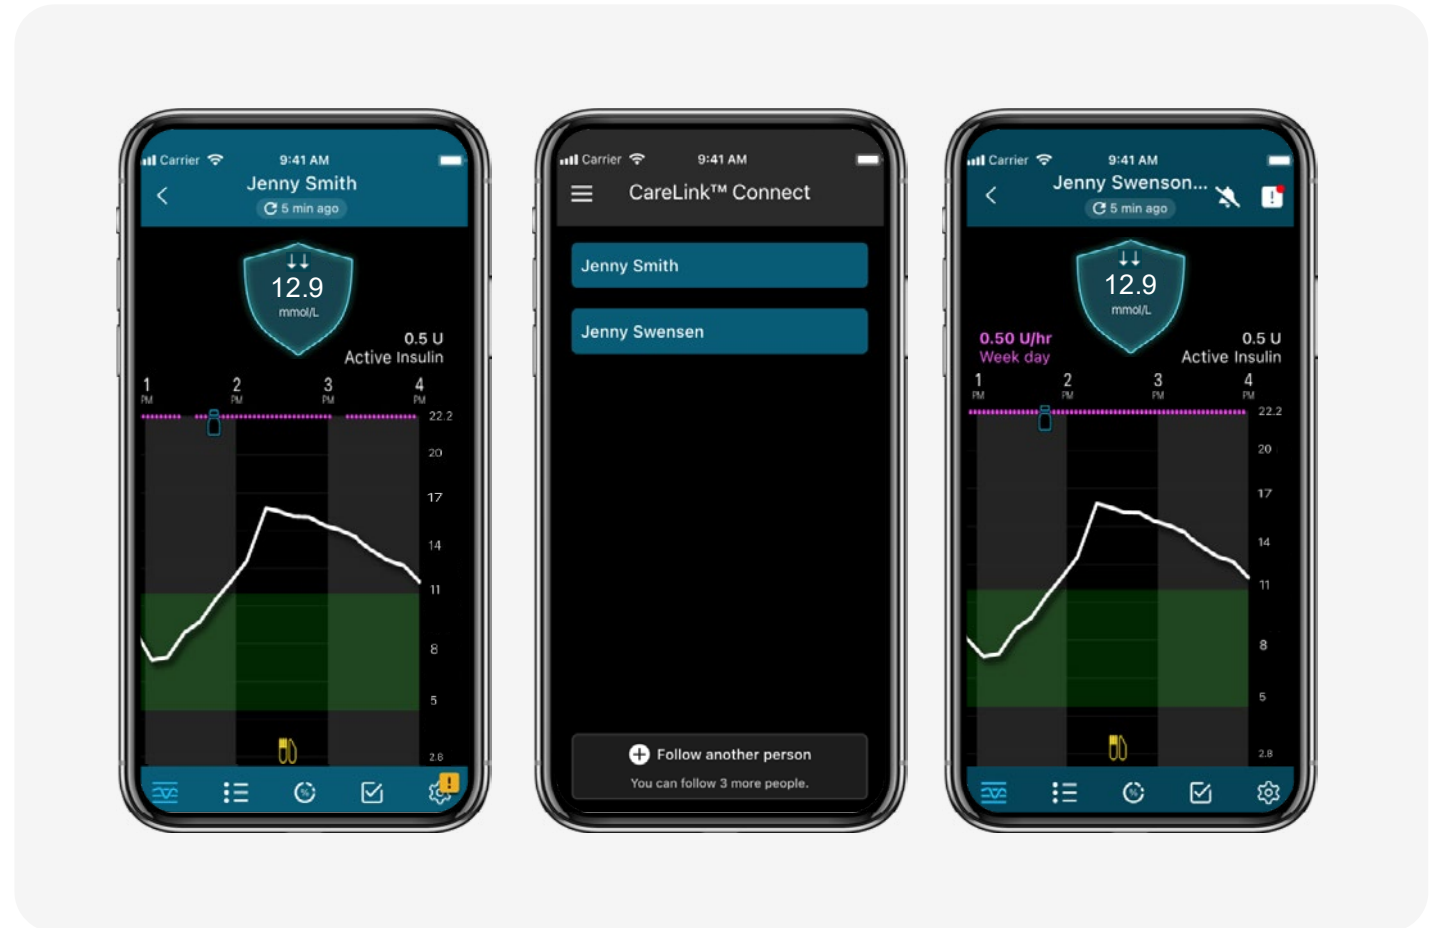 Carrier 9:41 AM
Jenny Smith
5 min ago
12.9
mmol/L
0.5 U
Active Insulin
1 2 3 4
PM PM PM PM
22.2
20
17
14
11
8
5
2.8
%
!
Carrier 9:41 AM
CareLink™ Connect
Jenny Smith
Jenny Swensen
Follow another person
You can follow 3 more people.
Carrier 9:41 AM
Jenny Swenson...
!
5 min ago
12.9
mmol/L
0.50 U/hr
Week day
0.5 U
Active Insulin
1 2 3 4
PM PM PM PM
22.2
20
17
14
11
8
5
2.8
%